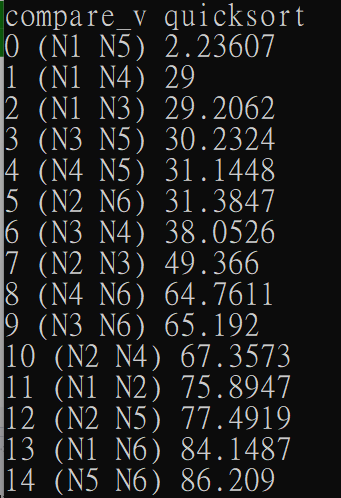 compare_v quicksort
0 (N1 N5) 2.23607
1 (N1 N4) 29
2 (N1 N3) 29.2062
3 (N3 N5) 30.2324
4 (N4 N5) 31.1448
5 (N2 N6) 31.3847
6 (N3 N4) 38.0526
7 (N2 N3) 49.366
8 (N4 N6) 64.7611
9 (N3 N6) 65.192
10 (N2 N4) 67.3573
11 (N1 N2) 75.8947
12 (N2 N5) 77.4919
13 (N1 N6) 84.1487
14 (N5 N6) 86.209